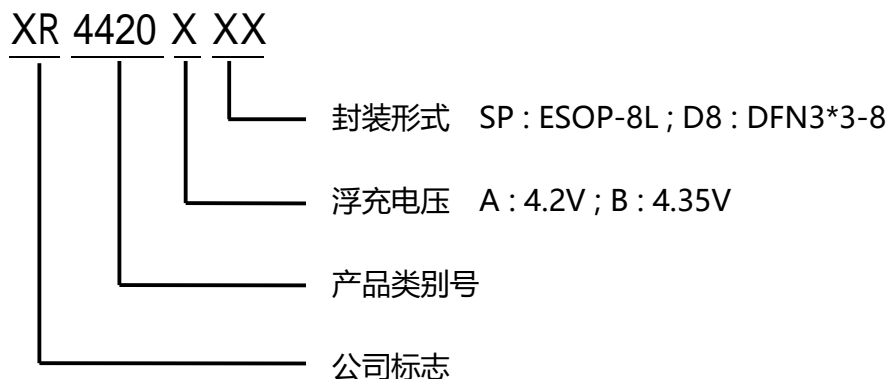 XR 4420 X XX
封装形式 SP : ESOP-8L ; D8 : DFN3*3-8
浮充电压 A : 4.2V ; B : 4.35V
产品类别号
公司标志